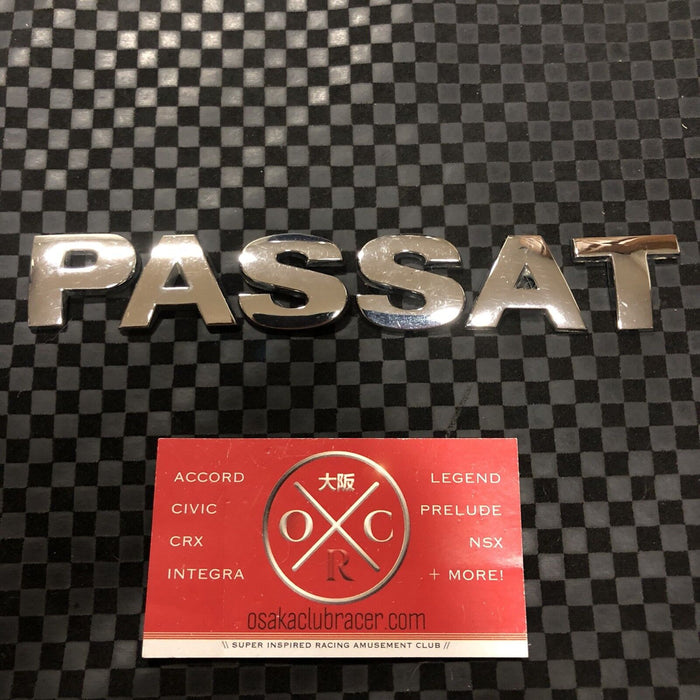 PASSAT
ACCORD
CIVIC
CRX
INTEGRA
大阪
O C
R
LEGEND
PRELUDE
NSX
+ MORE!
osakaclubracer.com
\\ SUPER INSPIRED RACING AMUSEMENT CLUB //